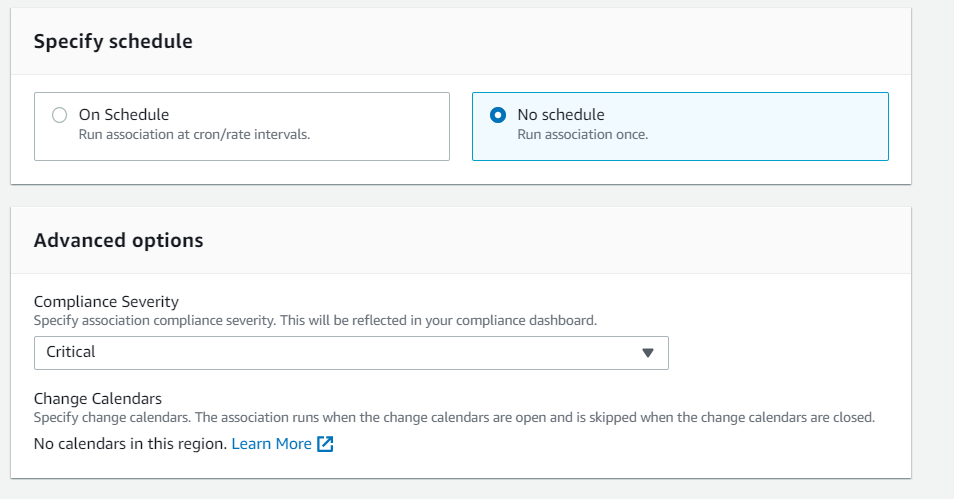 Specify schedule
On Schedule
Run association at cron/rate intervals.
No schedule
Run association once.
Advanced options
Compliance Severity
Specify association compliance severity. This will be reflected in your compliance dashboard.
Critical
Change Calendars
Specify change calendars. The association runs when the change calendars are open and is skipped when the change calendars are closed.
No calendars in this region. Learn More